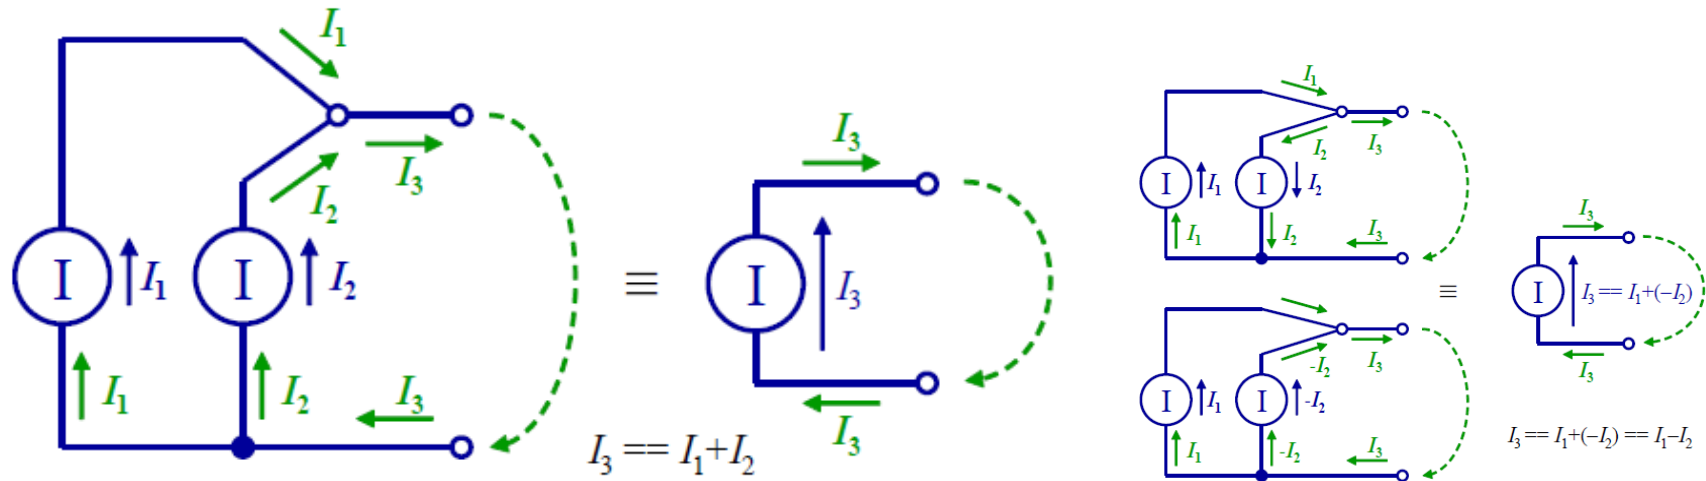 I₁
I₃
I₂
I I₁ I I₂
I₁ I₂ I₃
≡
I₃
I I₃
I₃
I₃ == I₁+I₂
I₁
I₂ I₃
I I₁ I I₂
I₁ I₂ I₃
≡
-I₂ I₃
I I₁ I -I₂
I₁ -I₂ I₃
I₃
I I₃ == I₁+(–I₂)
I₃
I₃ == I₁+(–I₂) == I₁–I₂